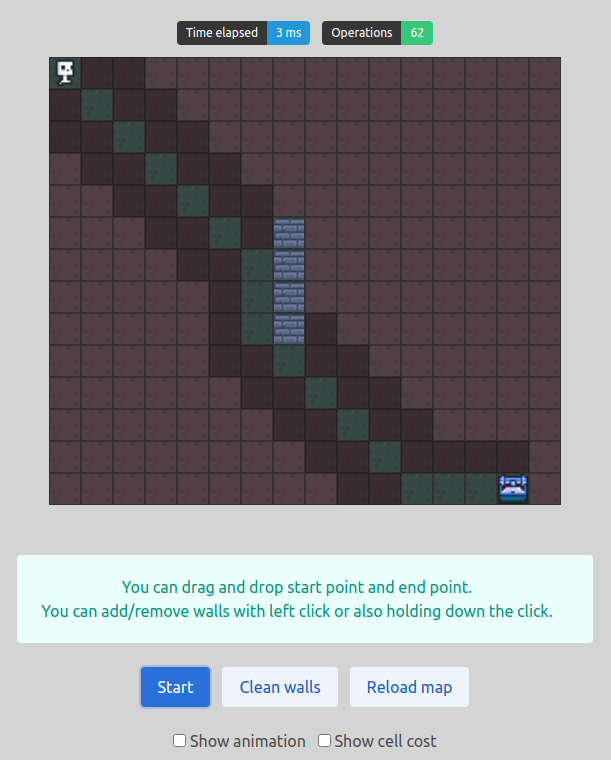 Time elapsed 3 ms Operations 62
You can drag and drop start point and end point.
You can add/remove walls with left click or also holding down the click.
Start Clean walls Reload map
Show animation Show cell cost